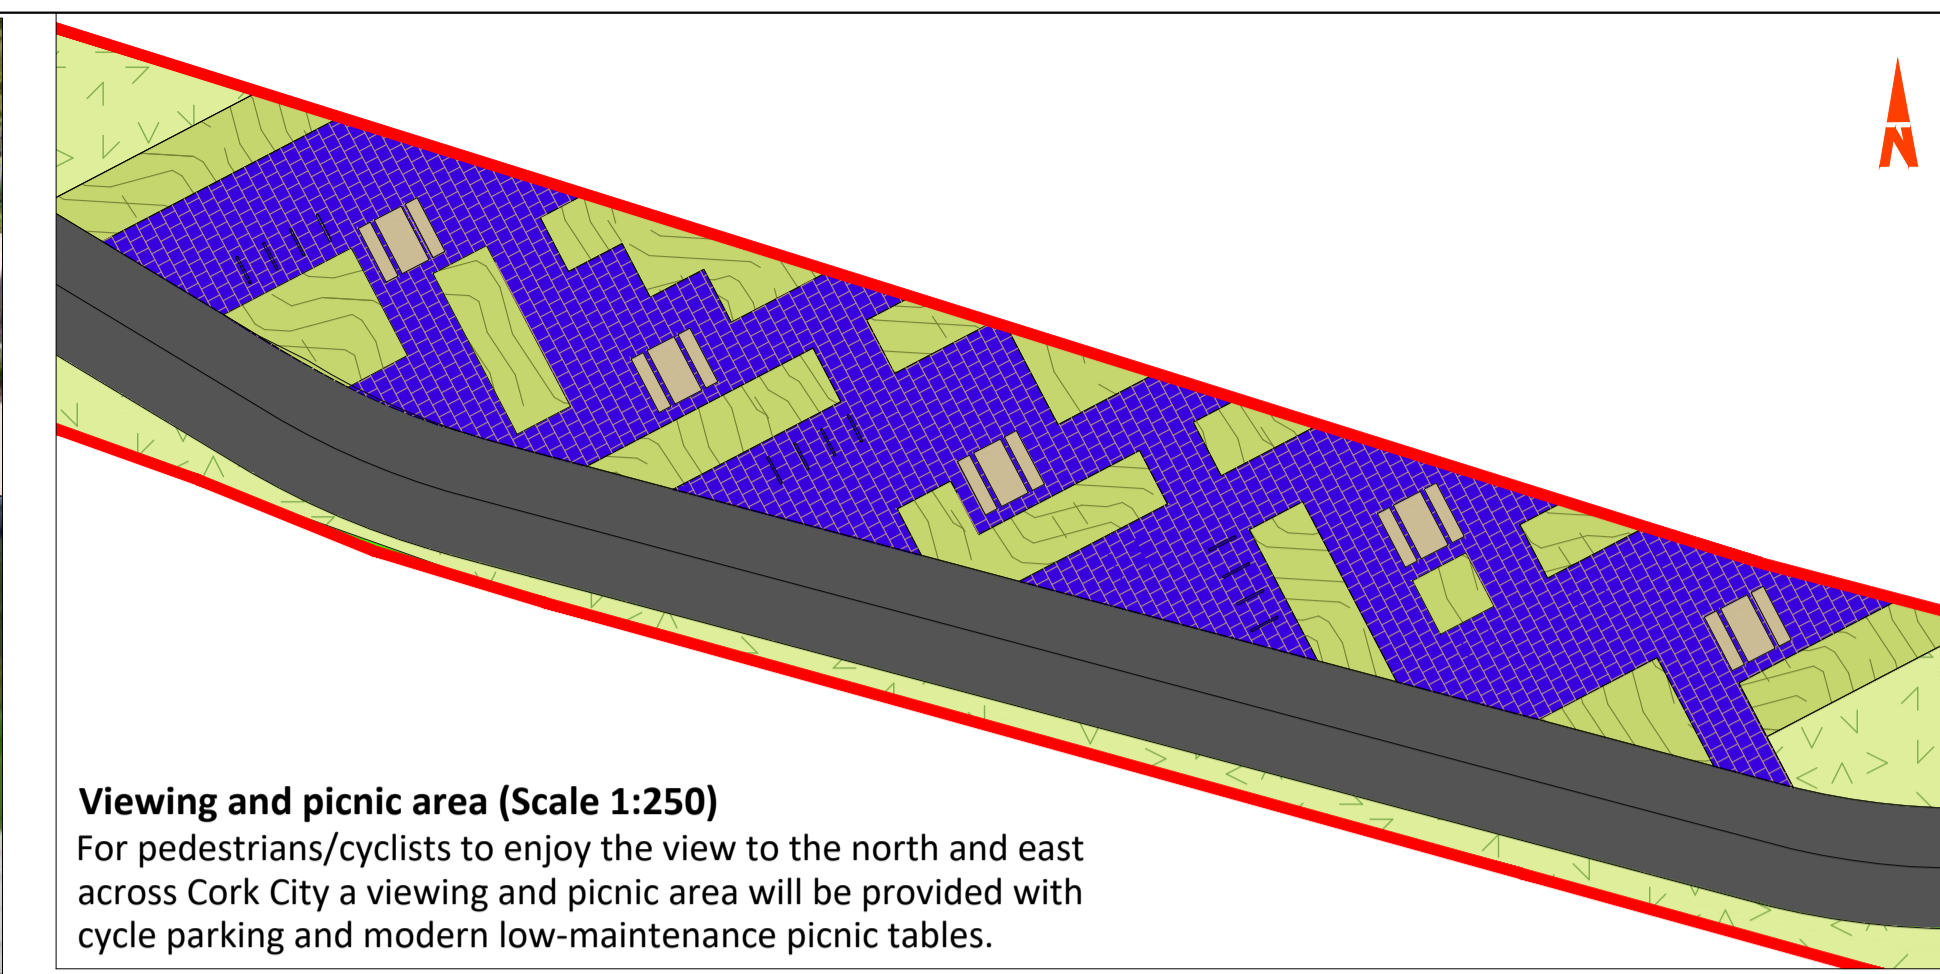 N
Viewing and picnic area (Scale 1:250)
For pedestrians/cyclists to enjoy the view to the north and east
across Cork City a viewing and picnic area will be provided with
cycle parking and modern low-maintenance picnic tables.